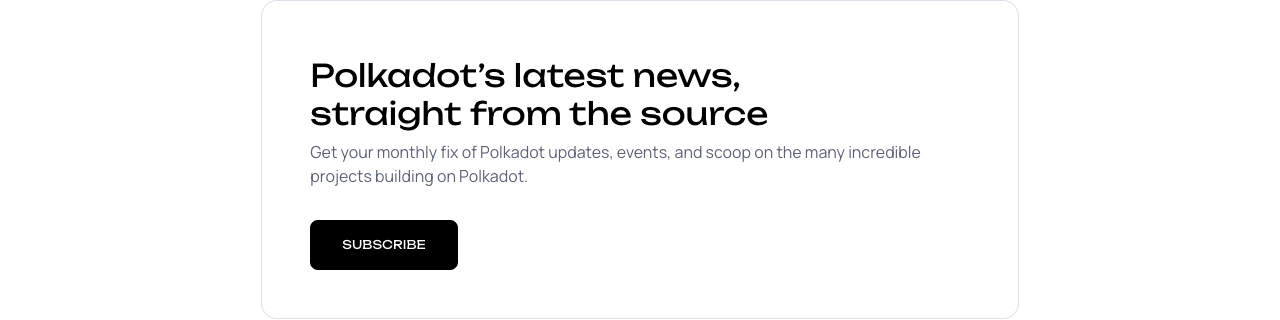 Polkadot’s latest news,
straight from the source
Get your monthly fix of Polkadot updates, events, and scoop on the many incredible
projects building on Polkadot.
SUBSCRIBE